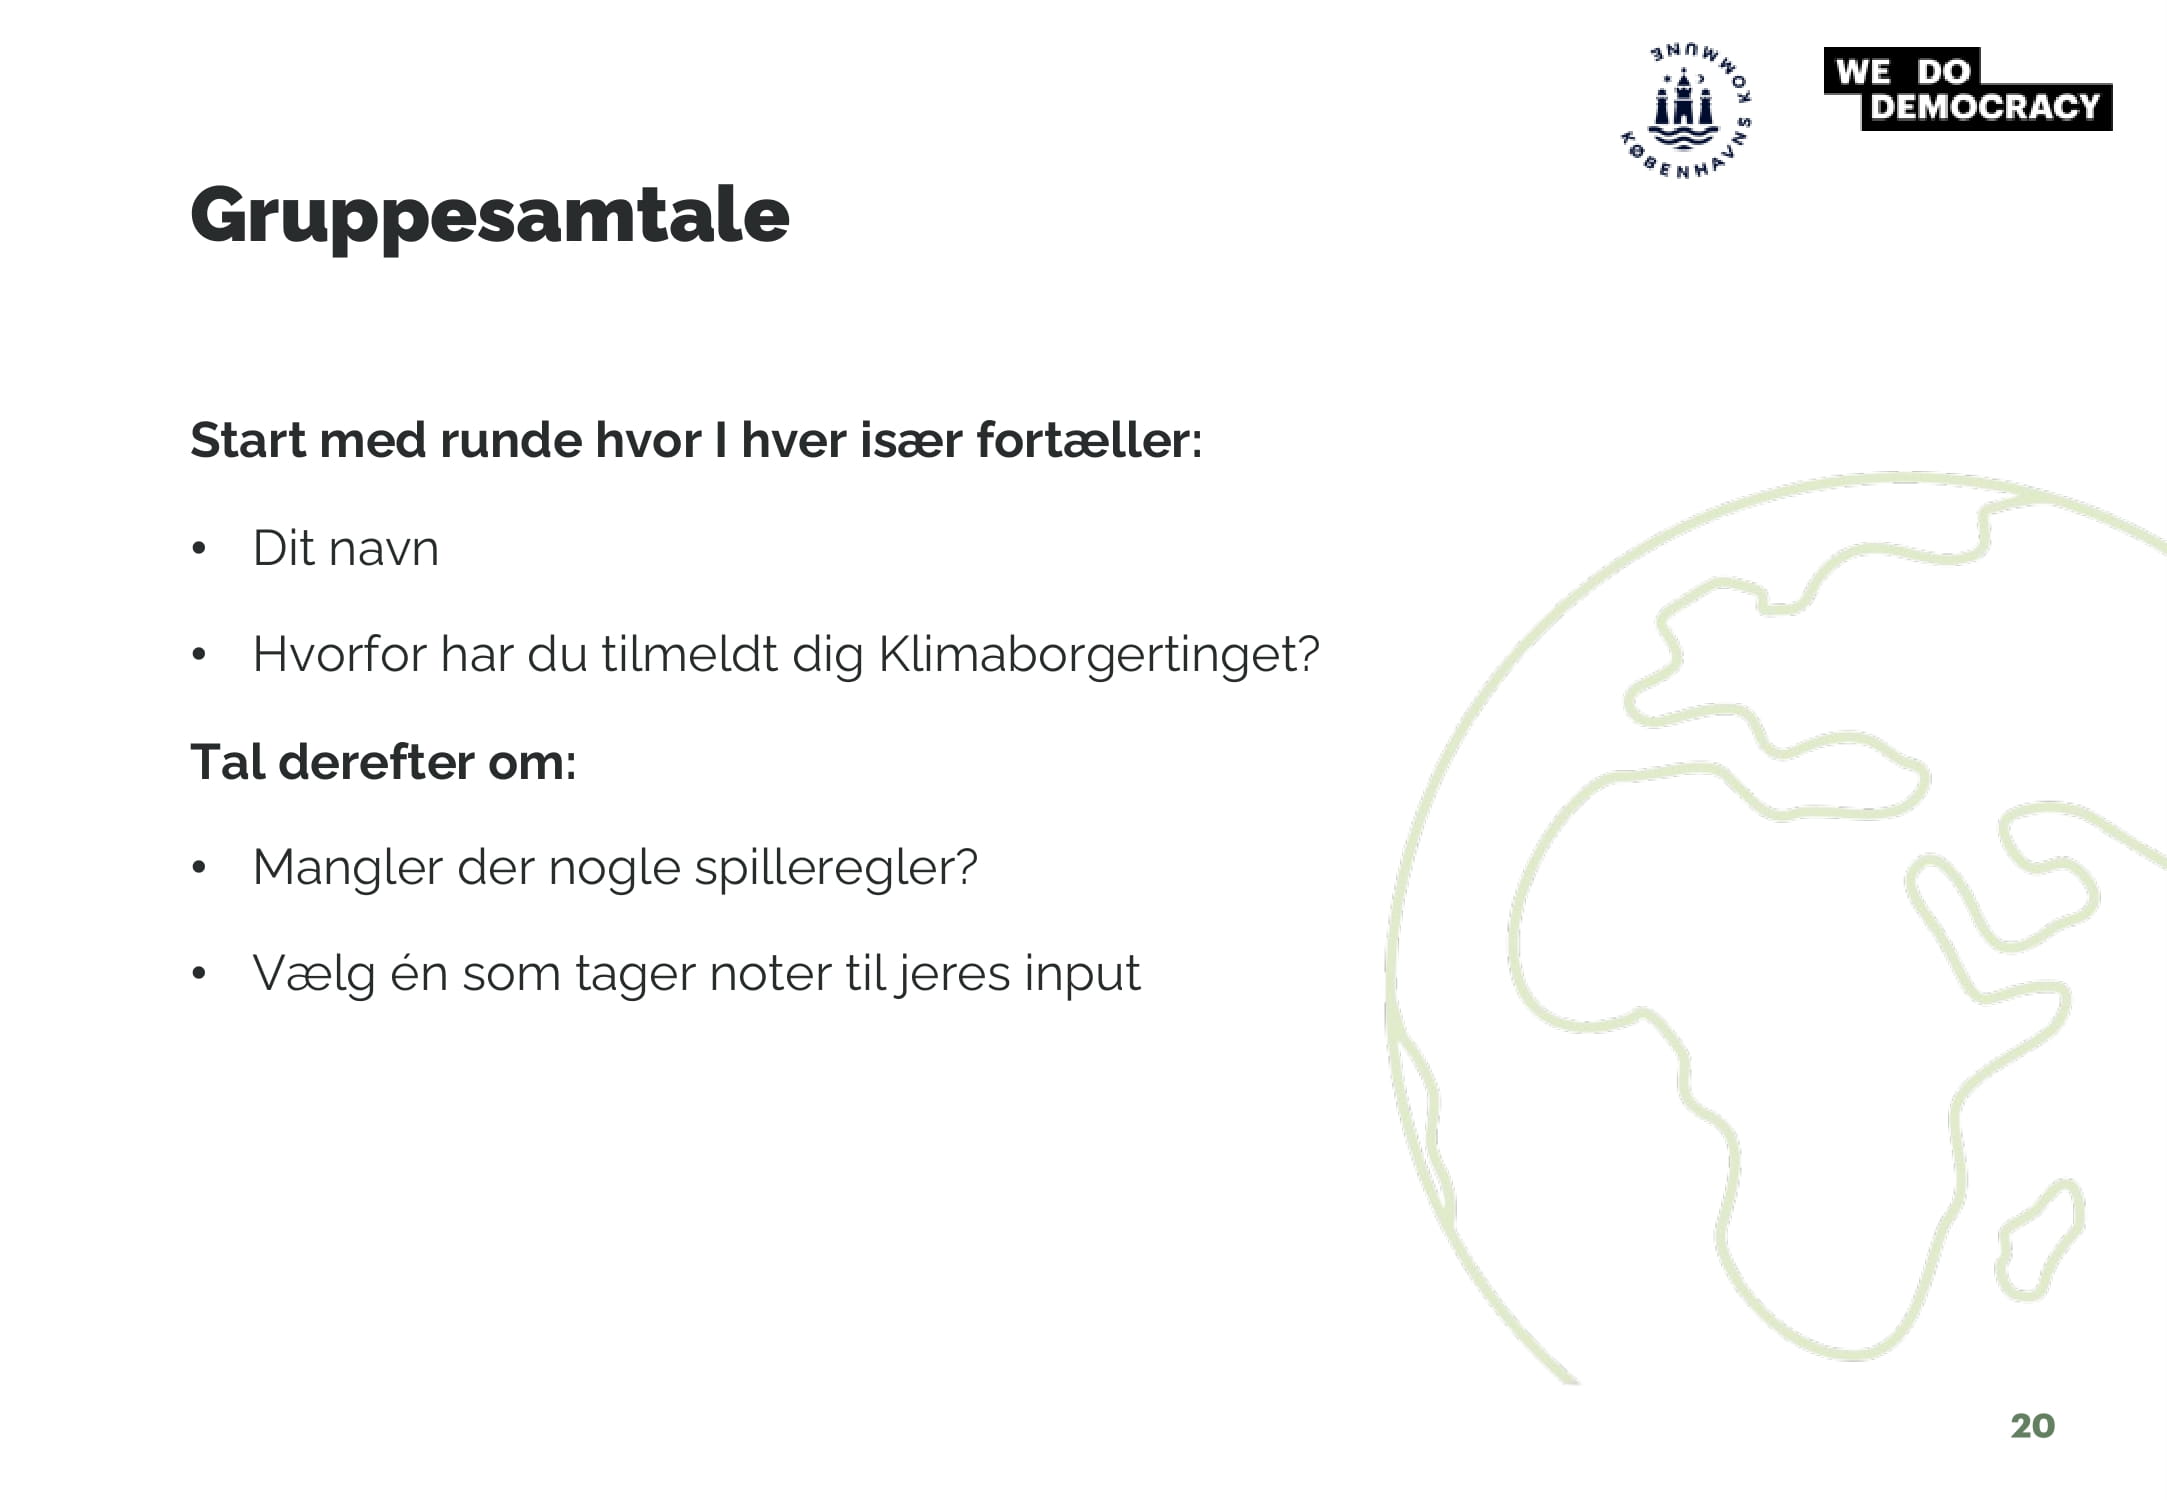 KØBENHAVNS KOMMUNE
WE DO
DEMOCRACY
Gruppesamtale
Start med runde hvor I hver især fortæller:
• Dit navn
• Hvorfor har du tilmeldt dig Klimaborgertinget?
Tal derefter om:
• Mangler der nogle spilleregler?
• Vælg én som tager noter til jeres input
20